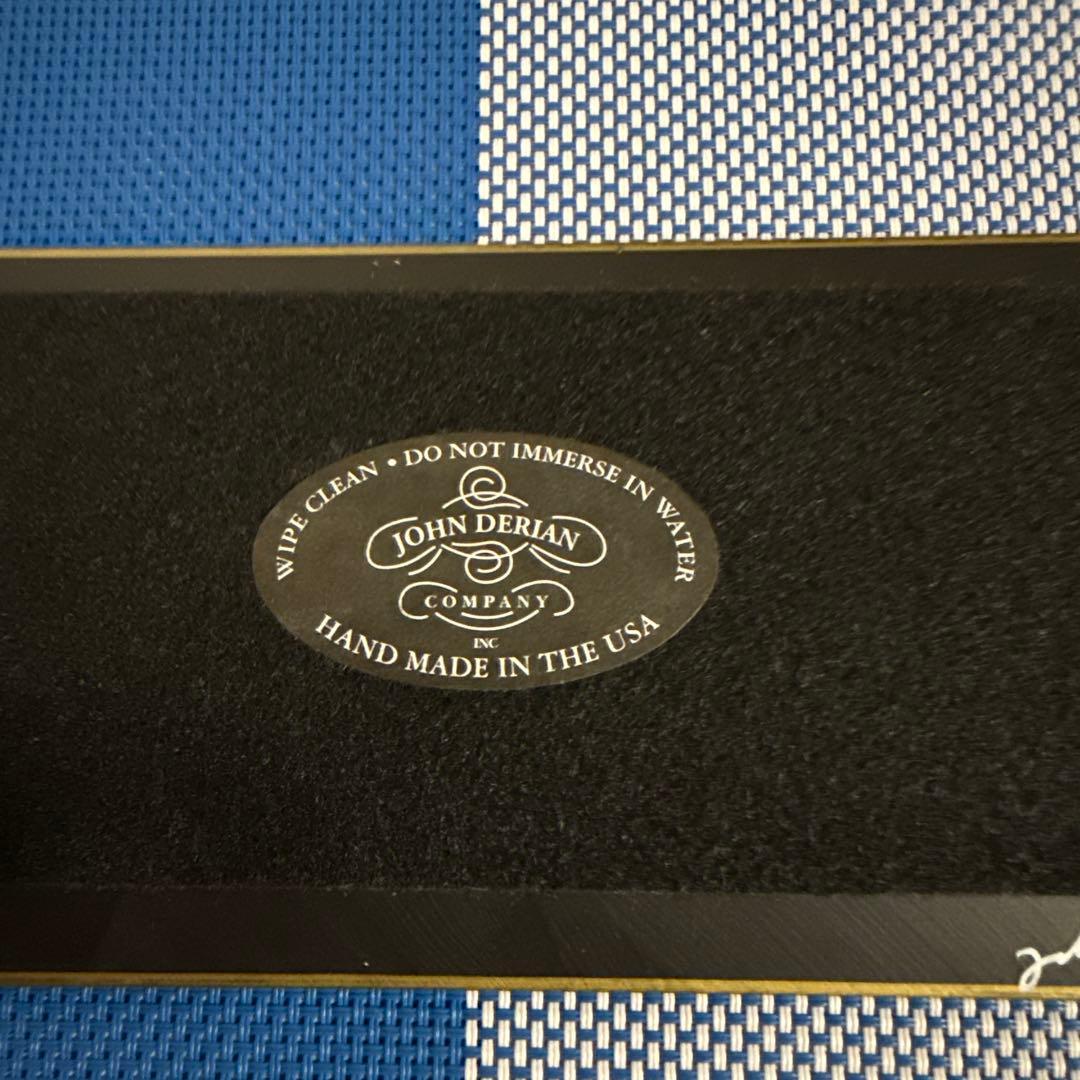 WIPE CLEAN • DO NOT IMMERSE IN WATER
JOHN DERIAN
COMPANY
INC
HAND MADE IN THE USA